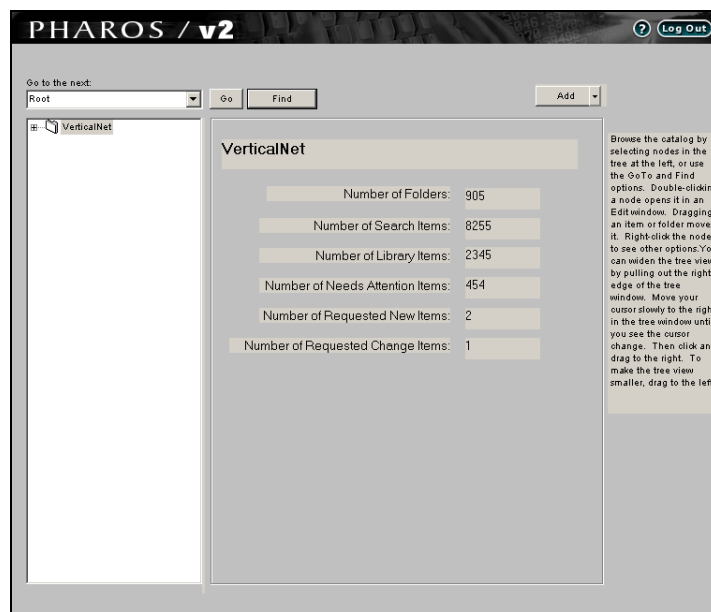 PHAROS / v2
? Log Out
Go to the next:
Root
Go
Find
Add
VerticalNet
VerticalNet
Number of Folders: 905
Number of Search Items: 8255
Number of Library Items: 2345
Number of Needs Attention Items: 454
Number of Requested New Items: 2
Number of Requested Change Items: 1
Browse the catalog by
selecting nodes in the
tree at the left, or use
the GoTo and Find
options. Double-clickin
a node opens it in an
Edit window. Dragging
an item or folder move
it. Right-click the node
to see other options.Yo
can widen the tree view
by pulling out the right
edge of the tree
window. Move your
cursor slowly to the righ
in the tree window unti
you see the cursor
change. Then click an
drag to the right. To
make the tree view
smaller, drag to the left